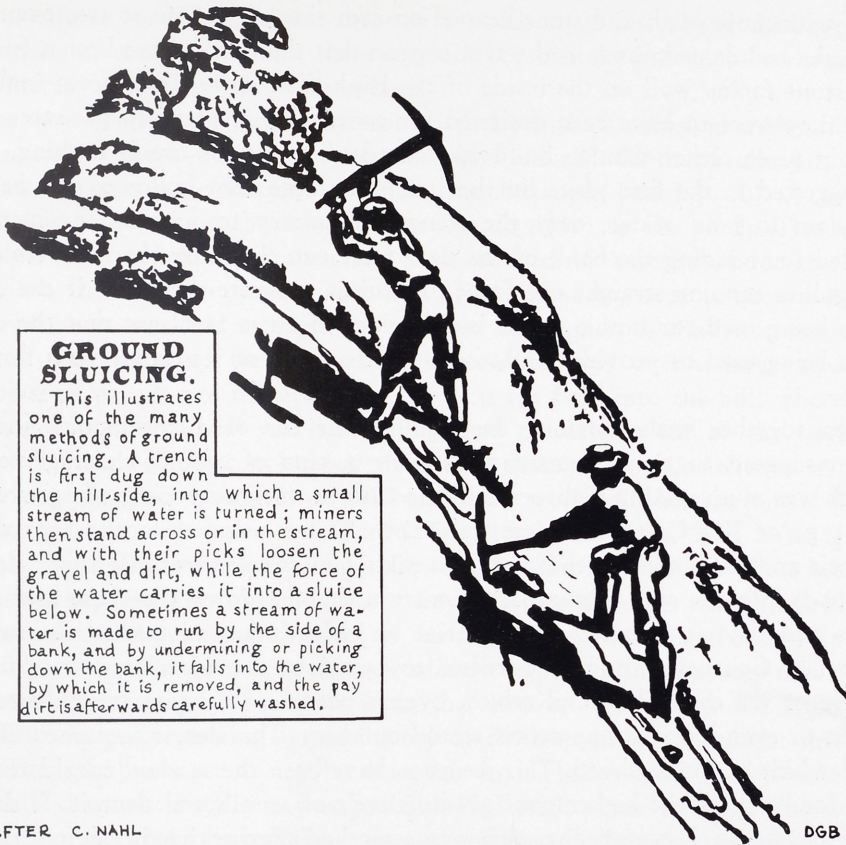 GROUND
SLUICING.
This illustrates
one of the many
methods of ground
sluicing. A trench
is first dug down
the hill-side, into which a small
stream of water is turned; miners
then stand across or in the stream,
and with their picks loosen the
gravel and dirt, while the force of
the water carries it into a sluice
below. Sometimes a stream of wa-
ter is made to run by the side of a
bank, and by undermining or picking
down the bank, it falls into the water,
by which it is removed, and the pay
dirt is afterwards carefully washed.
FTER C. NAHL
DGB